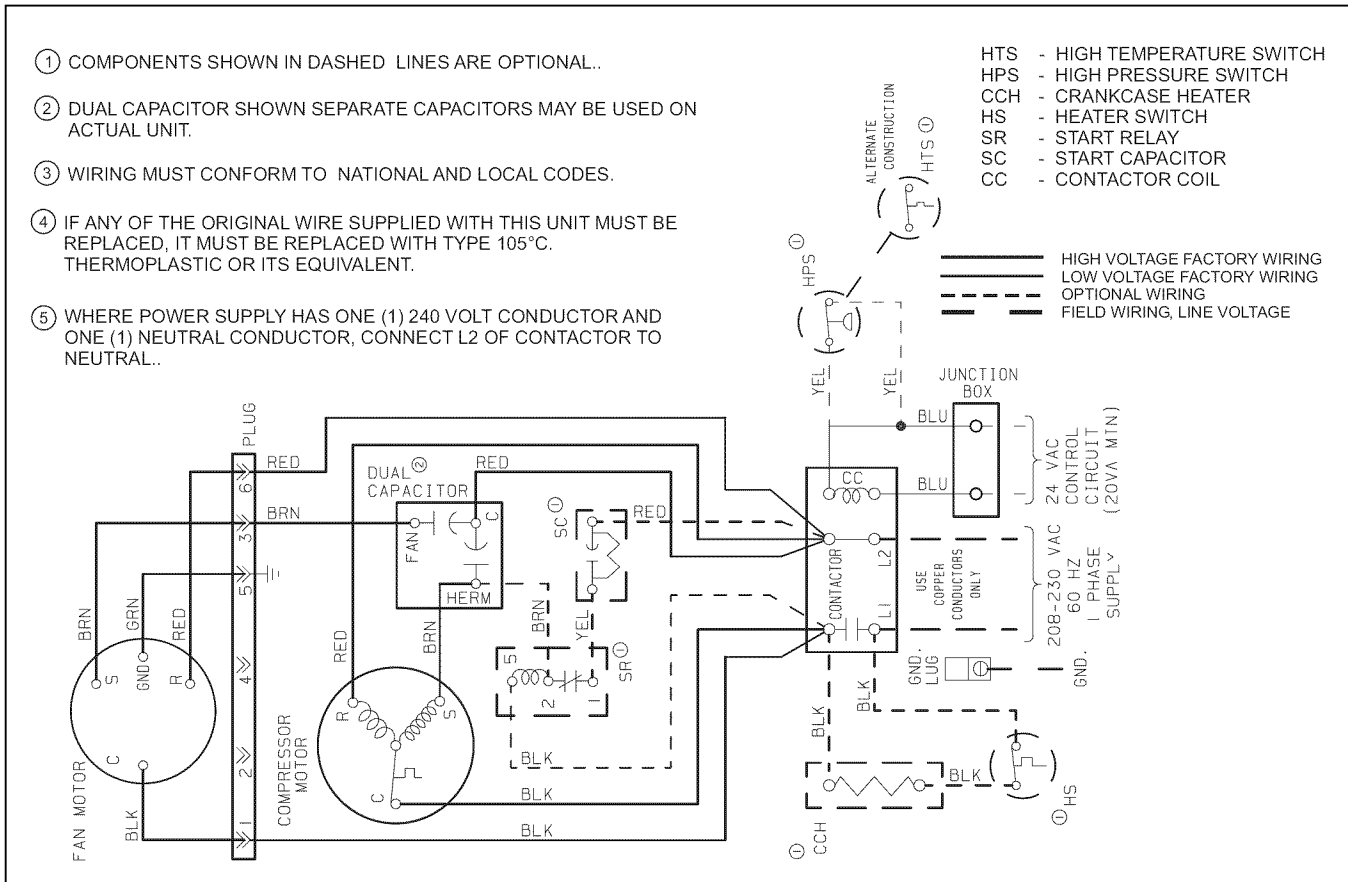 ① COMPONENTS SHOWN IN DASHED LINES ARE OPTIONAL..
② DUAL CAPACITOR SHOWN SEPARATE CAPACITORS MAY BE USED ON
ACTUAL UNIT.
③ WIRING MUST CONFORM TO NATIONAL AND LOCAL CODES.
④ IF ANY OF THE ORIGINAL WIRE SUPPLIED WITH THIS UNIT MUST BE
REPLACED, IT MUST BE REPLACED WITH TYPE 105°C.
THERMOPLASTIC OR ITS EQUIVALENT.
⑤ WHERE POWER SUPPLY HAS ONE (1) 240 VOLT CONDUCTOR AND
ONE (1) NEUTRAL CONDUCTOR, CONNECT L2 OF CONTACTOR TO
NEUTRAL..
HTS - HIGH TEMPERATURE SWITCH
HPS - HIGH PRESSURE SWITCH
CCH - CRANKCASE HEATER
HS - HEATER SWITCH
SR - START RELAY
SC - START CAPACITOR
CC - CONTACTOR COIL
HIGH VOLTAGE FACTORY WIRING
LOW VOLTAGE FACTORY WIRING
OPTIONAL WIRING
FIELD WIRING, LINE VOLTAGE
ALTERNATE
CONSTRUCTION
HTS ①
HPS ①
YEL
YEL
JUNCTION
BOX
BLU
BLU
24 VAC
CONTROL
CIRCUIT
(20VA MIN)
PLUG
6
RED
3
BRN
5
4
2
1
BRN
GRN
RED
S
GND
R
C
BLK
FAN MOTOR
DUAL ②
CAPACITOR
RED
FAN
C
HERM
RED
BRN
R
S
C
COMPRESSOR
MOTOR
SC ①
RED
BRN
YEL
5
2
1
SR ①
BLK
BLK
BLK
CC
CONTACTOR
L2
L1
USE
COPPER
CONDUCTORS
ONLY
208-230 VAC
60 HZ
1 PHASE
SUPPLY
GND.
LUG
GND.
BLK
BLK
BLK
① CCH
① HS